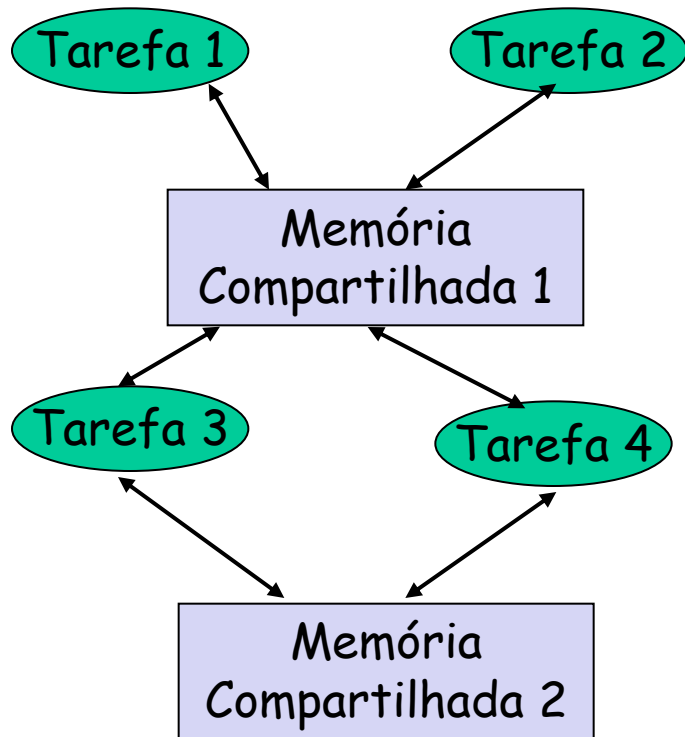 Tarefa 1
Tarefa 2
Memória
Compartilhada 1
Tarefa 3
Tarefa 4
Memória
Compartilhada 2